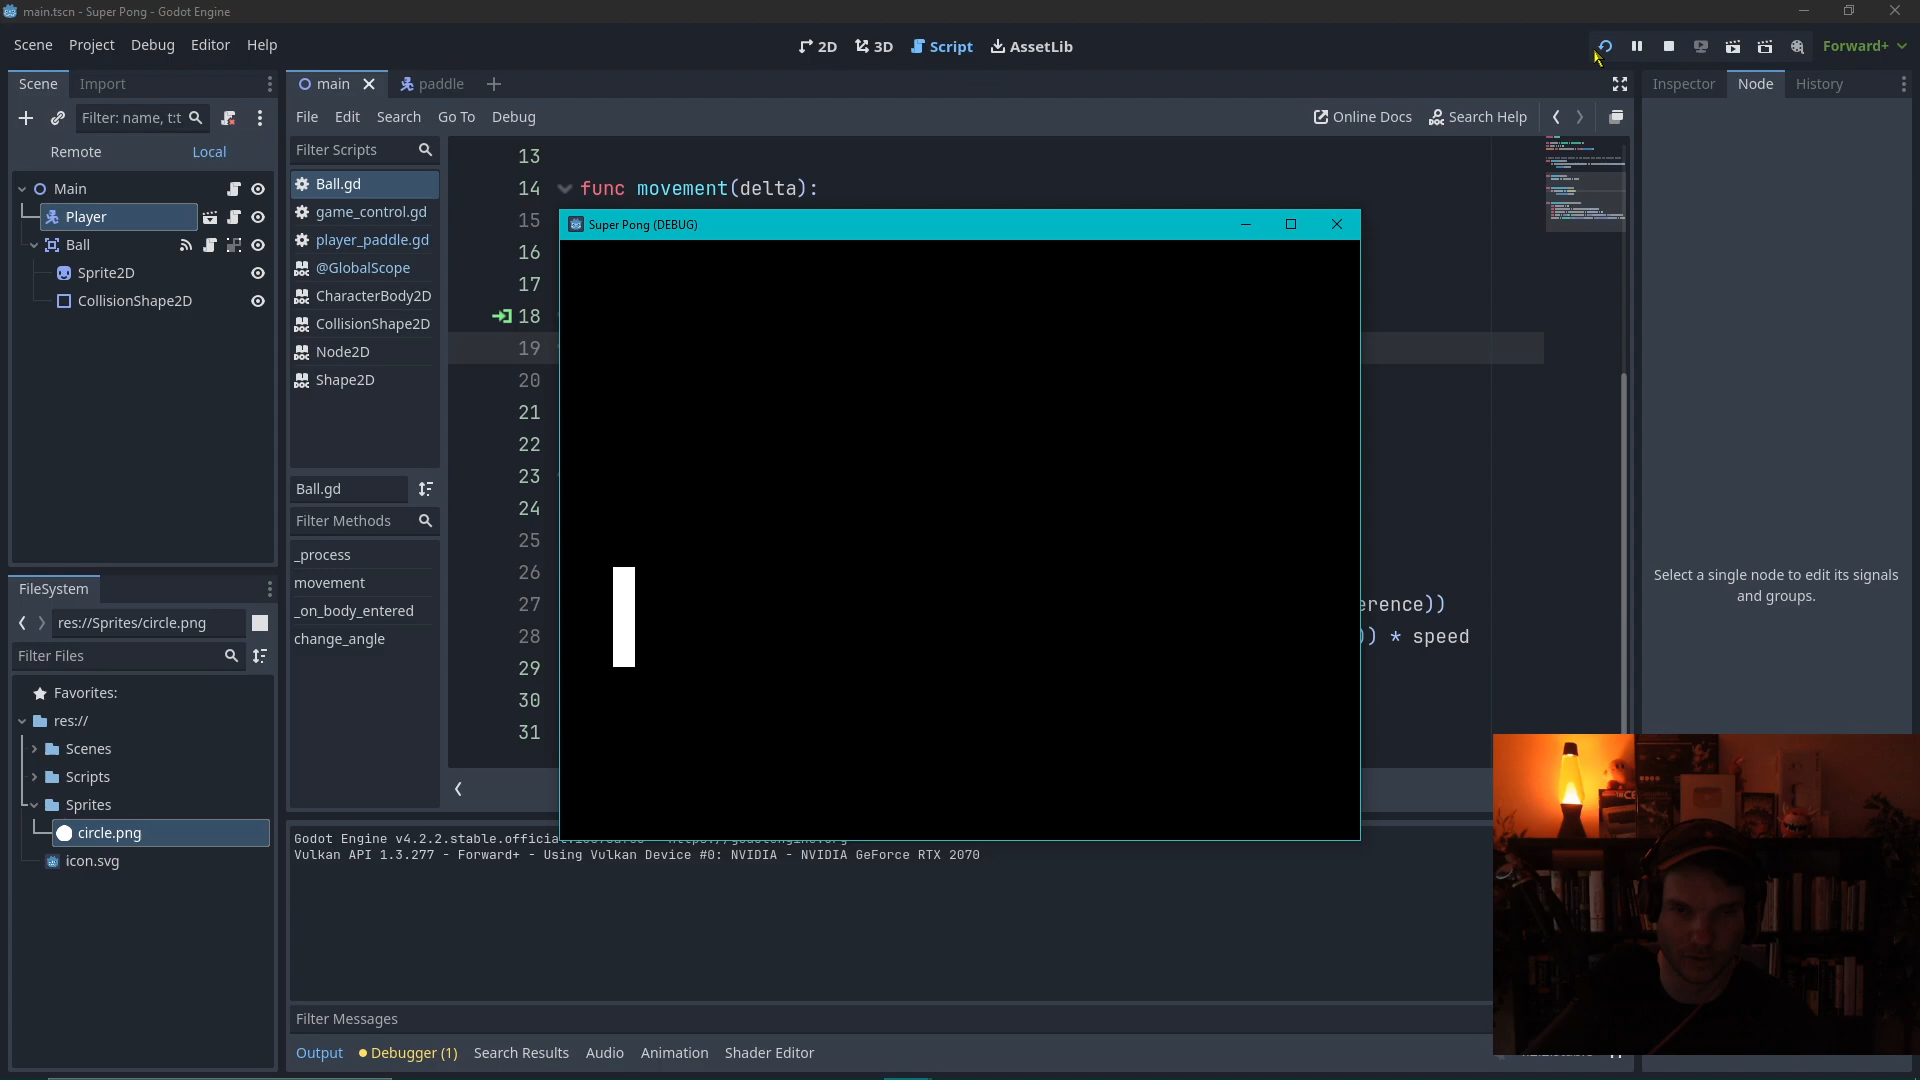 main.tscn - Super Pong - Godot Engine
Scene Project Debug Editor Help
2D 3D Script AssetLib
Forward+
Scene Import
main paddle
Inspector Node History
Filter: name, t:t
File Edit Search Go To Debug
Online Docs Search Help
Remote Local
Filter Scripts
Main
Player
Ball
Sprite2D
CollisionShape2D
Ball.gd
game_control.gd
player_paddle.gd
@GlobalScope
CharacterBody2D
CollisionShape2D
Node2D
Shape2D
Ball.gd
Filter Methods
_process
movement
_on_body_entered
change_angle
13
14 func movement(delta):
15
16
17
18
19
20
21
22
23
24
25
26
27 erence))
28 )) * speed
29
30
31
Super Pong (DEBUG)
Select a single node to edit its signals
and groups.
FileSystem
res://Sprites/circle.png
Filter Files
Favorites:
res://
Scenes
Scripts
Sprites
circle.png
icon.svg
Godot Engine v4.2.2.stable.officia
Vulkan API 1.3.277 - Forward+ - Using Vulkan Device #0: NVIDIA - NVIDIA GeForce RTX 2070
Filter Messages
Output Debugger (1) Search Results Audio Animation Shader Editor